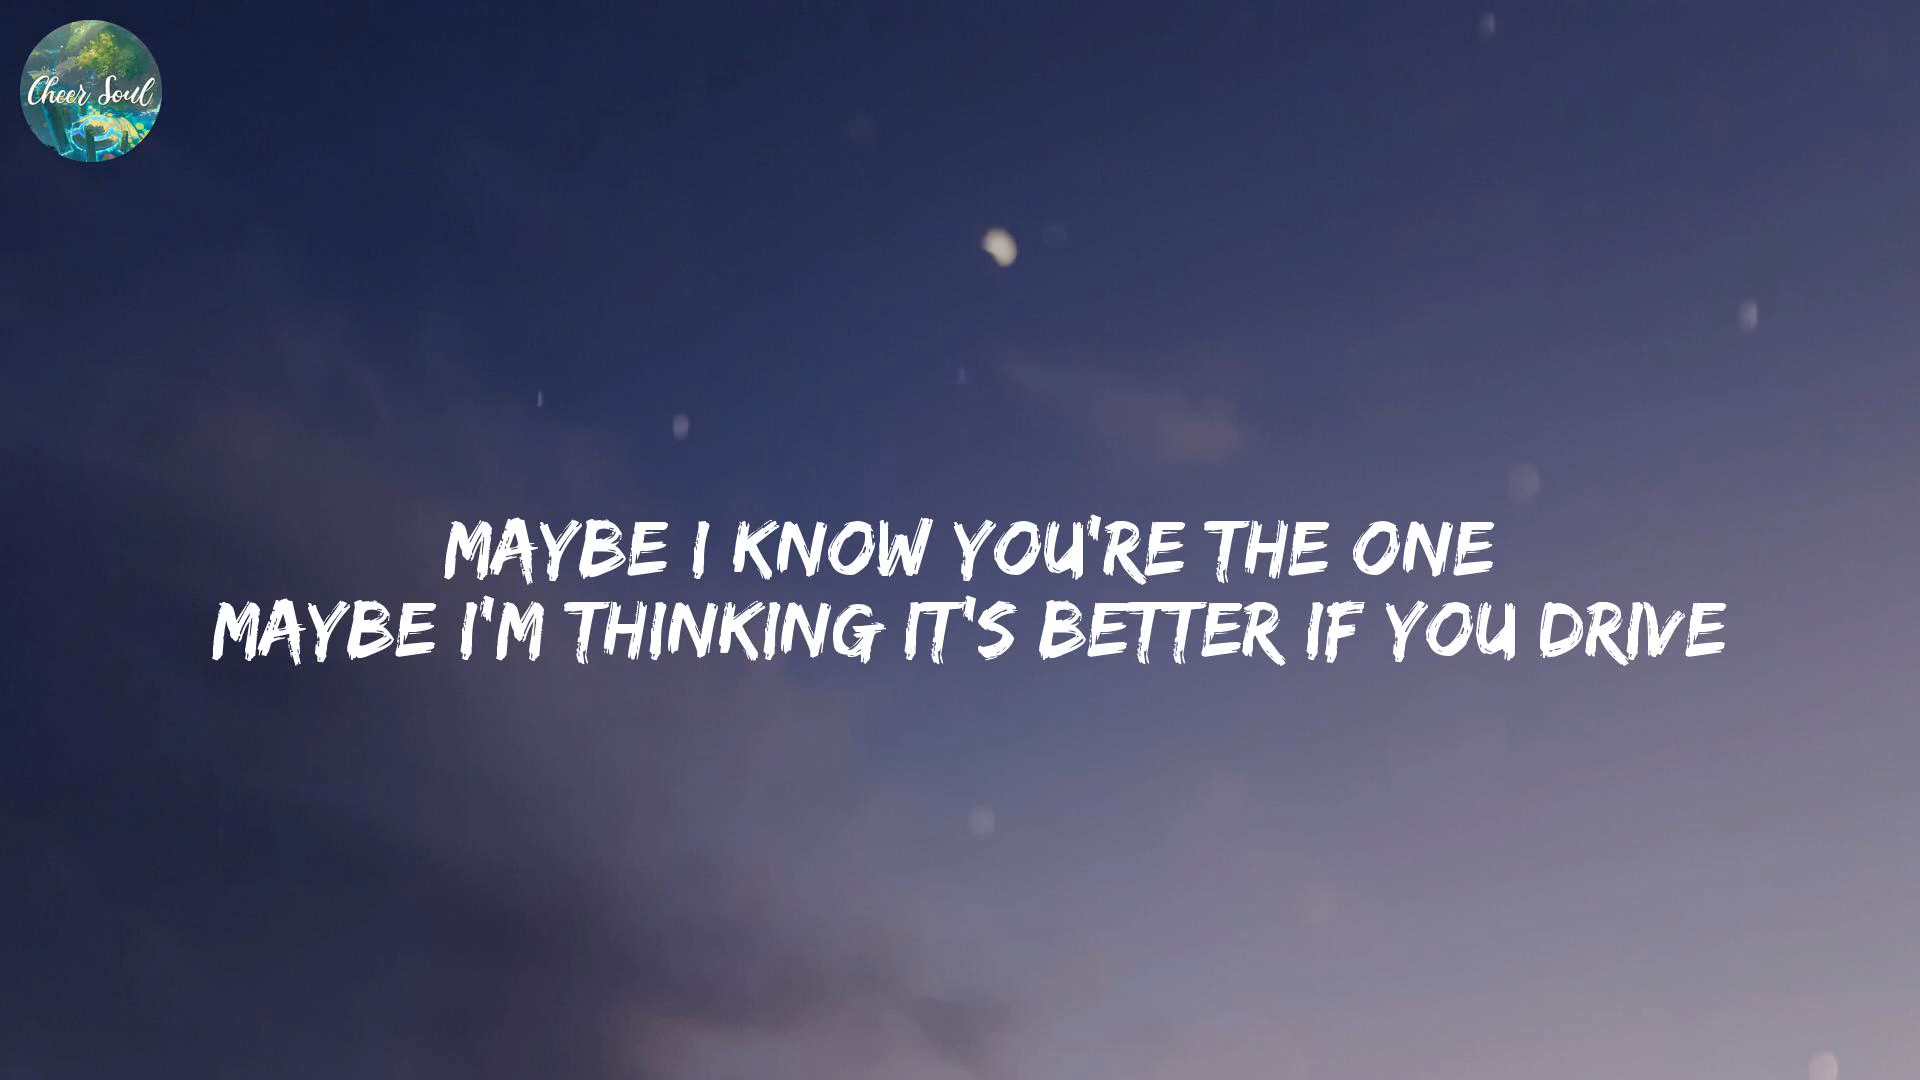 Cheer Soul
MAYBE I KNOW YOU'RE THE ONE
MAYBE I'M THINKING IT'S BETTER IF YOU DRIVE